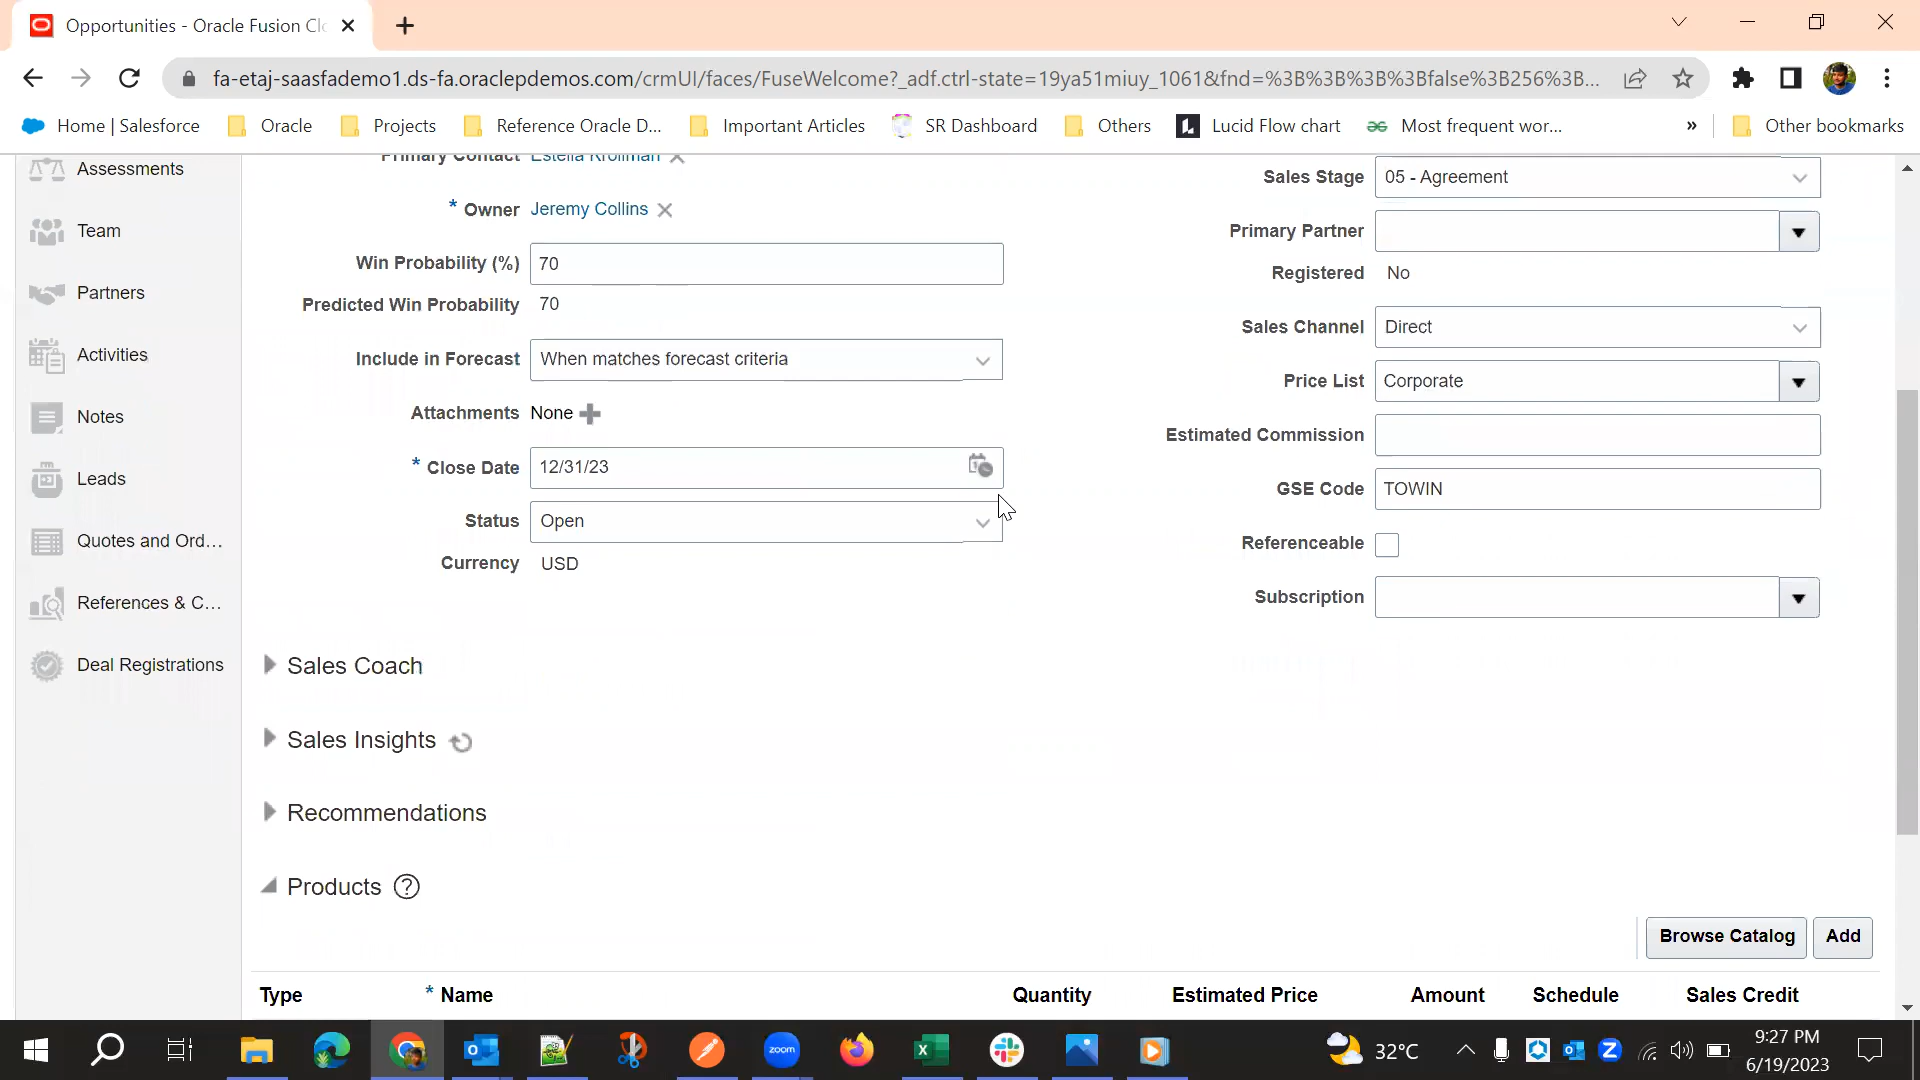 Opportunities - Oracle Fusion Cl
fa-etaj-saasfademo1.ds-fa.oraclepdemos.com/crmUI/faces/FuseWelcome?_adf.ctrl-state=19ya51miuy_1061&fnd=%3B%3B%3B%3Bfalse%3B256%3B...
Home | Salesforce
Oracle
Projects
Reference Oracle D...
Important Articles
SR Dashboard
Others
Lucid Flow chart
Most frequent wor...
»
Other bookmarks
Assessments
Team
Partners
Activities
Notes
Leads
Quotes and Ord...
References & C...
Deal Registrations
Primary Contact Estella Krollman
* Owner Jeremy Collins
Win Probability (%) 70
Predicted Win Probability 70
Include in Forecast When matches forecast criteria
Attachments None
* Close Date 12/31/23
Status Open
Currency USD
Sales Stage 05 - Agreement
Primary Partner
Registered No
Sales Channel Direct
Price List Corporate
Estimated Commission
GSE Code TOWIN
Referenceable
Subscription
Sales Coach
Sales Insights
Recommendations
Products ?
Browse Catalog Add
Type * Name Quantity Estimated Price Amount Schedule Sales Credit
zoom
32°C
9:27 PM
6/19/2023